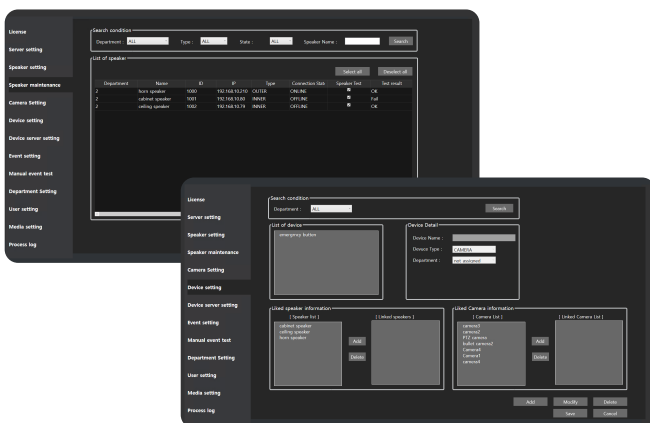 License
Server setting
Speaker setting
Speaker maintenance
Camera Setting
Device setting
Device server setting
Event setting
Manual event test
Department Setting
User setting
Media setting
Process log
Search condition
Department : ALL Type : ALL State : ALL Speaker Name : Search
List of speaker
Select all Deselect all
Department Name ID IP Type Connection State Speaker Test Test result
2 horn speaker 1000 192.168.10.210 OUTER ONLINE OK
2 cabinet speaker 1001 192.168.10.80 INNER OFFLINE Fail
2 ceiling speaker 1002 192.168.10.79 INNER OFFLINE OK
License
Server setting
Speaker setting
Speaker maintenance
Camera Setting
Device setting
Device server setting
Event setting
Manual event test
Department Setting
User setting
Media setting
Process log
Search condition
Department : ALL Search
List of device
emergency button
Device Detail
Device Name :
Device Type : CAMERA
Department : not assigned
Liked speaker information
[ Speaker list ] [ Linked speakers ]
cabinet speaker
ceiling speaker
horn speaker
Add
Delete
Liked Camera information
[ Camera List ] [ Linked Camera List ]
camera3
camera2
PTZ camera
bullet camera2
Camera4
Camera1
camera4
Add
Delete
Add Modify Delete
Save Cancel